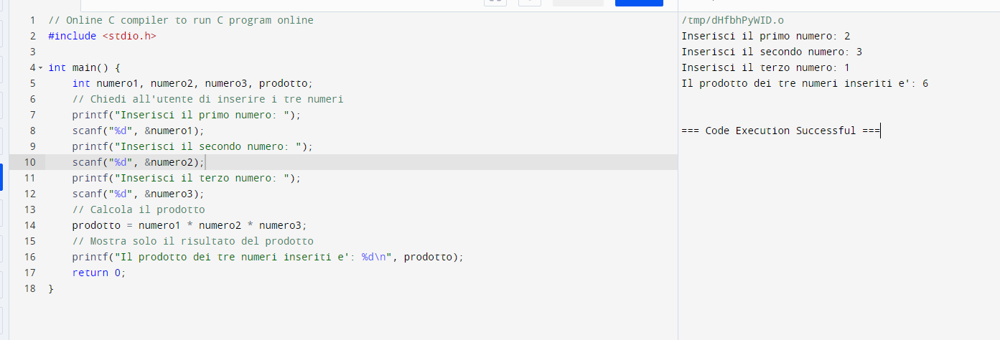 1 // Online C compiler to run C program online
2 #include <stdio.h>
3
4 int main() {
5     int numero1, numero2, numero3, prodotto;
6     // Chiedi all'utente di inserire i tre numeri
7     printf("Inserisci il primo numero: ");
8     scanf("%d", &numero1);
9     printf("Inserisci il secondo numero: ");
10     scanf("%d", &numero2);
11     printf("Inserisci il terzo numero: ");
12     scanf("%d", &numero3);
13     // Calcola il prodotto
14     prodotto = numero1 * numero2 * numero3;
15     // Mostra solo il risultato del prodotto
16     printf("Il prodotto dei tre numeri inseriti e': %d\n", prodotto);
17     return 0;
18 }
/tmp/dHfbhPyWID.o
Inserisci il primo numero: 2
Inserisci il secondo numero: 3
Inserisci il terzo numero: 1
Il prodotto dei tre numeri inseriti e': 6
=== Code Execution Successful ===